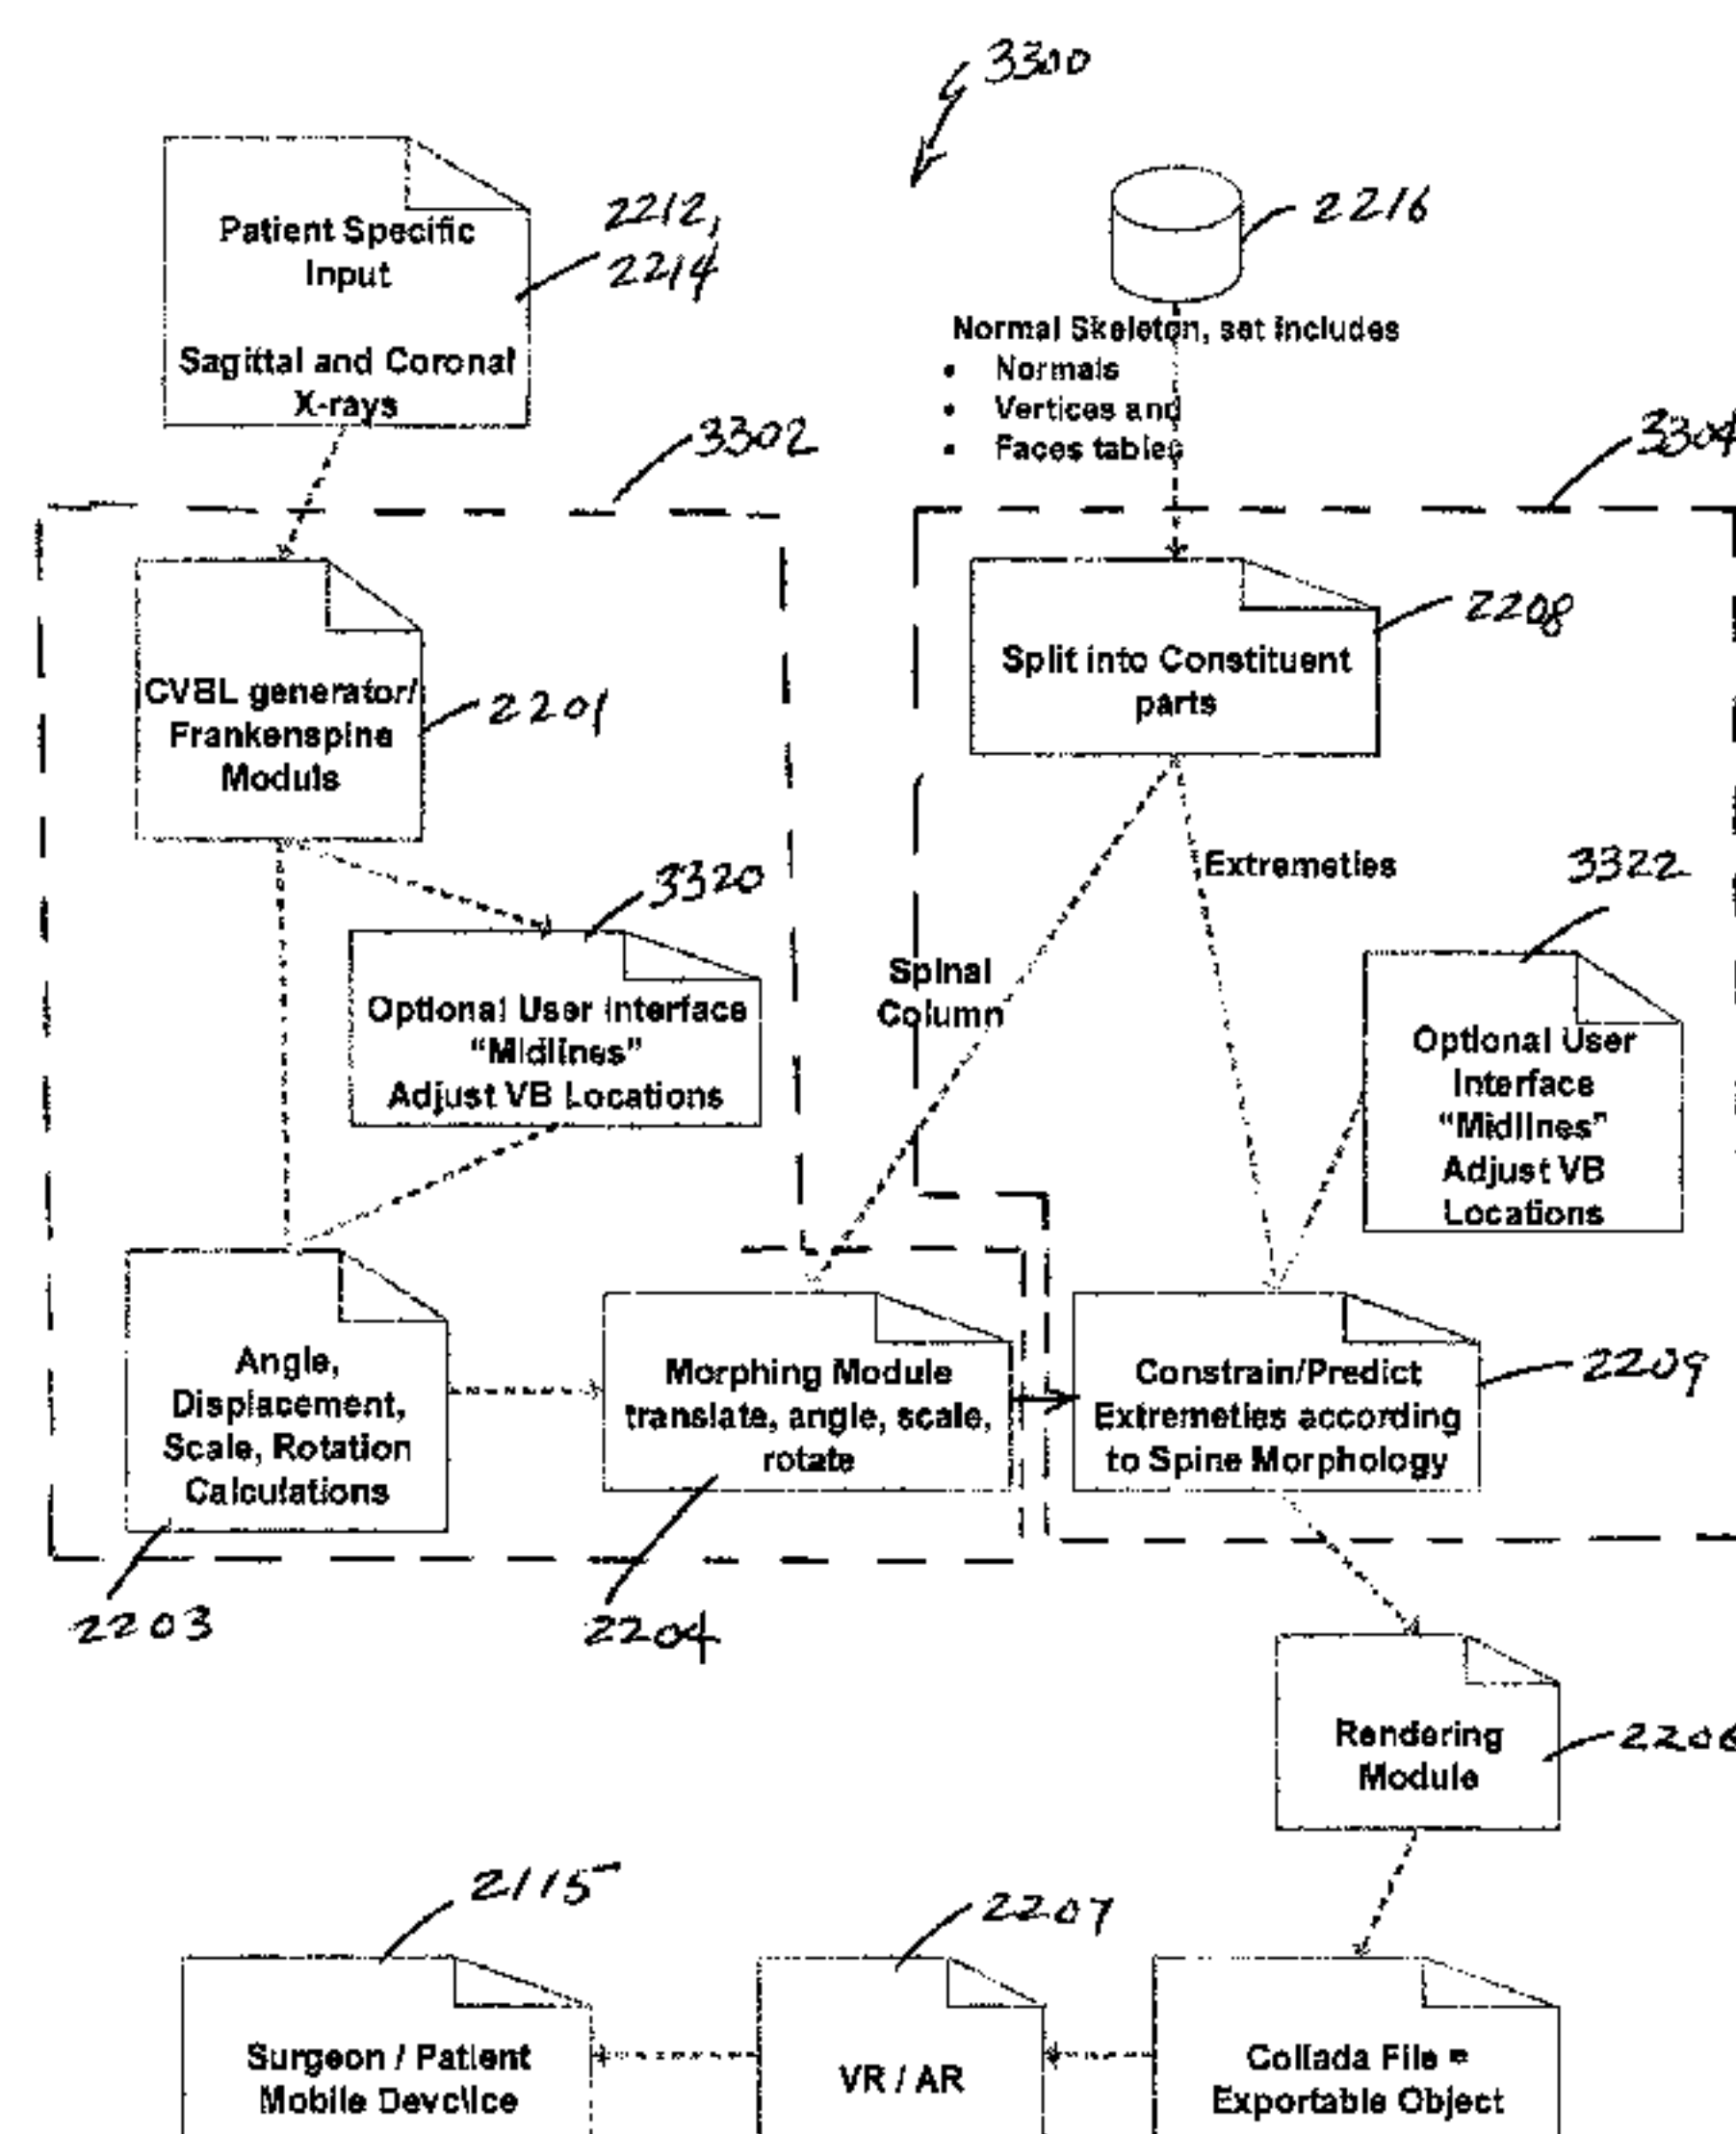 3300
Patient Specific
Input
Sagittal and Coronal
X-rays
2212,
2214
2216
Normal Skeleton, set includes
• Normals
• Vertices and
• Faces tables
3302
3304
CVBL generator/
Frankenspine
Module
2201
Split into Constituent
parts
2208
3320
Optional User Interface
“Midlines”
Adjust VB Locations
Spinal
Column
Extremeties
3322
Optional User
Interface
“Midlines”
Adjust VB
Locations
Angle,
Displacement,
Scale, Rotation
Calculations
2203
Morphing Module
translate, angle, scale,
rotate
2204
Constrain/Predict
Extremeties according
to Spine Morphology
2209
Rendering
Module
2206
2115
Surgeon / Patient
Mobile Devclice
2207
VR / AR
Collada File =
Exportable Object